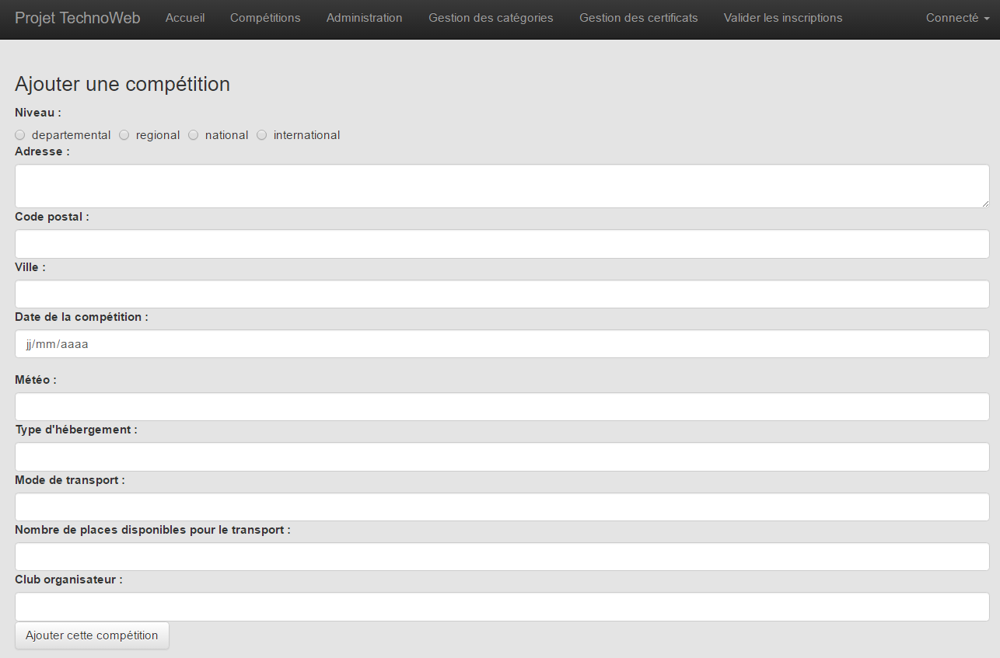 Projet TechnoWeb Accueil Compétitions Administration Gestion des catégories Gestion des certificats Valider les inscriptions Connecté
Ajouter une compétition
Niveau :
departemental regional national international
Adresse :
Code postal :
Ville :
Date de la compétition :
jj/mm/aaaa
Météo :
Type d'hébergement :
Mode de transport :
Nombre de places disponibles pour le transport :
Club organisateur :
Ajouter cette compétition